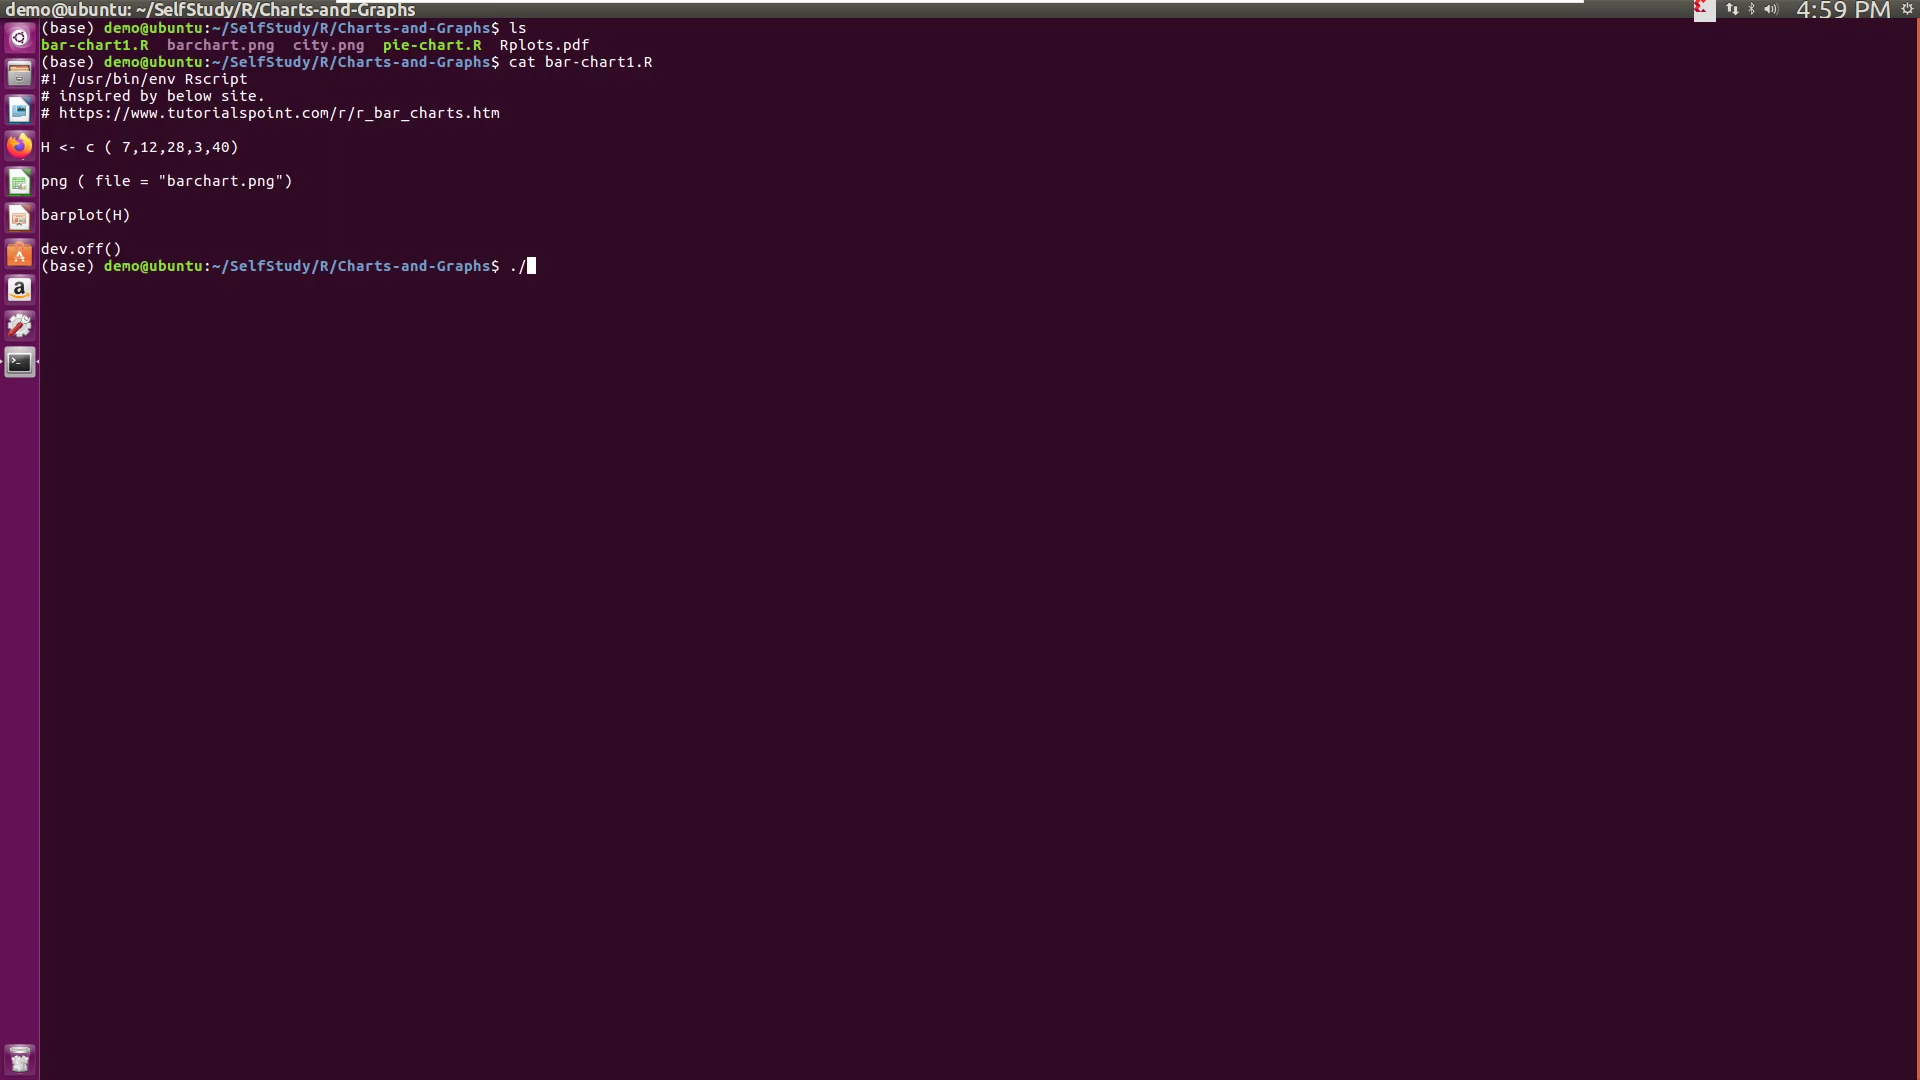 demo@ubuntu: ~/SelfStudy/R/Charts-and-Graphs
4:59 PM
(base) demo@ubuntu:~/SelfStudy/R/Charts-and-Graphs$ ls
bar-chart1.R  barchart.png  city.png  pie-chart.R  Rplots.pdf
(base) demo@ubuntu:~/SelfStudy/R/Charts-and-Graphs$ cat bar-chart1.R
#! /usr/bin/env Rscript
# inspired by below site.
# https://www.tutorialspoint.com/r/r_bar_charts.htm
H <- c ( 7,12,28,3,40)
png ( file = "barchart.png")
barplot(H)
dev.off()
(base) demo@ubuntu:~/SelfStudy/R/Charts-and-Graphs$ ./